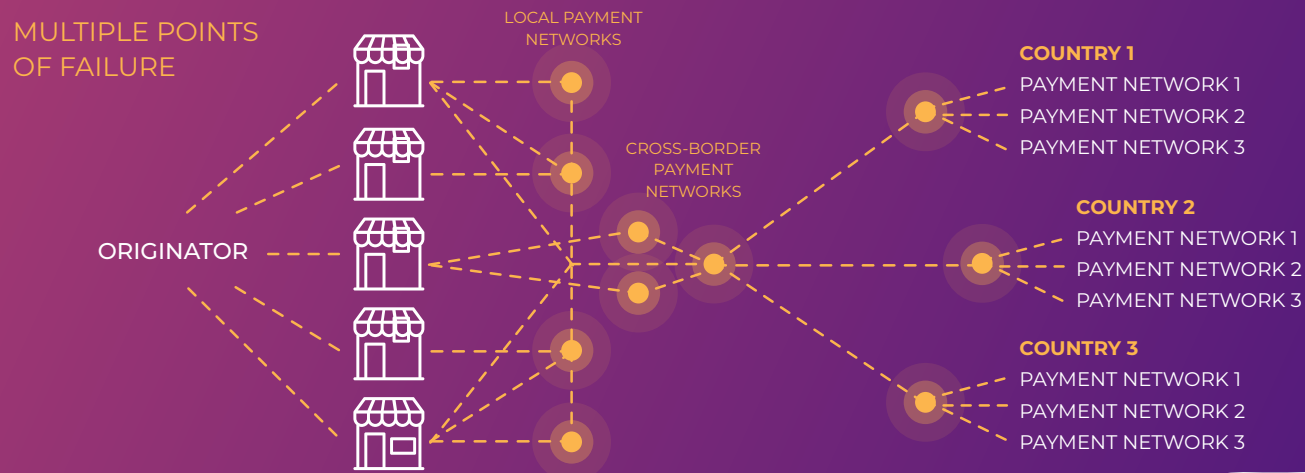 MULTIPLE POINTS
OF FAILURE
LOCAL PAYMENT
NETWORKS
ORIGINATOR
CROSS-BORDER
PAYMENT
NETWORKS
COUNTRY 1
PAYMENT NETWORK 1
PAYMENT NETWORK 2
PAYMENT NETWORK 3
COUNTRY 2
PAYMENT NETWORK 1
PAYMENT NETWORK 2
PAYMENT NETWORK 3
COUNTRY 3
PAYMENT NETWORK 1
PAYMENT NETWORK 2
PAYMENT NETWORK 3